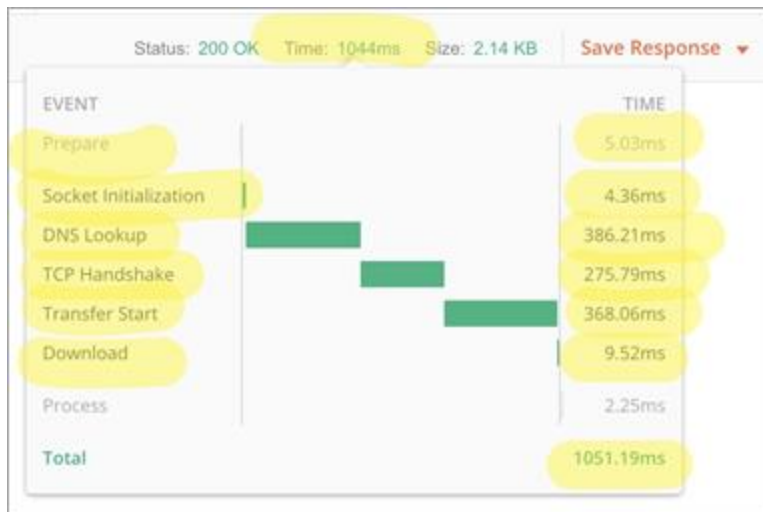 Status: 200 OK Time: 1044ms Size: 2.14 KB Save Response
EVENT TIME
Prepare 5.03ms
Socket Initialization 4.36ms
DNS Lookup 386.21ms
TCP Handshake 275.79ms
Transfer Start 368.06ms
Download 9.52ms
Process 2.25ms
Total 1051.19ms